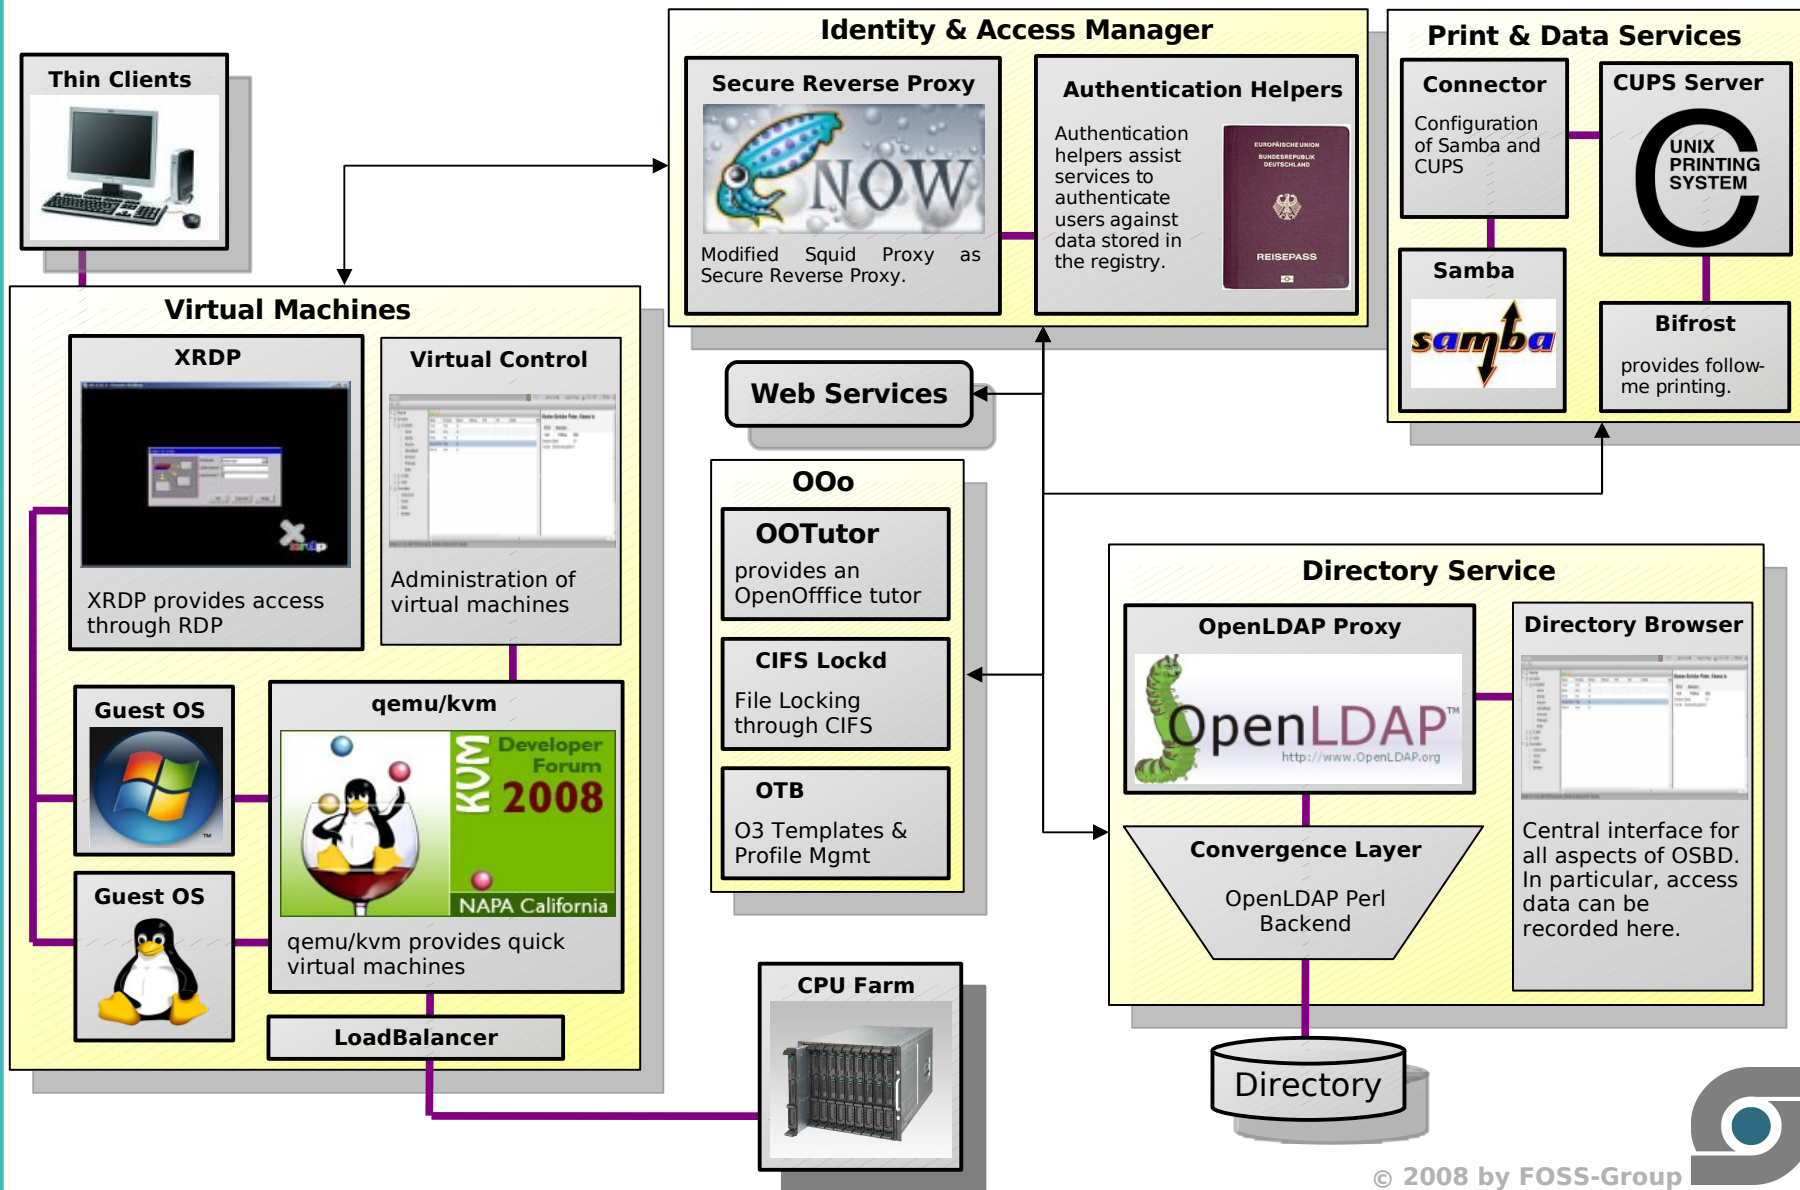 Thin Clients
Identity & Access Manager
Secure Reverse Proxy
NOW
Modified Squid Proxy as
Secure Reverse Proxy.
Authentication Helpers
Authentication
helpers assist
services to
authenticate
users against
data stored in
the registry.
EUROPÄISCHE UNION
BUNDESREPUBLIK
DEUTSCHLAND
REISEPASS
Print & Data Services
Connector
Configuration
of Samba and
CUPS
CUPS Server
UNIX
PRINTING
SYSTEM
Samba
samba
Bifrost
provides follow-
me printing.
Virtual Machines
XRDP
xrdp
XRDP provides access
through RDP
Virtual Control
Administration of
virtual machines
Guest OS
TM
Guest OS
qemu/kvm
KVM
Developer
Forum
2008
NAPA California
qemu/kvm provides quick
virtual machines
LoadBalancer
CPU Farm
Web Services
OOo
OOTutor
provides an
OpenOfffice tutor
CIFS Lockd
File Locking
through CIFS
OTB
O3 Templates &
Profile Mgmt
Directory Service
OpenLDAP Proxy
OpenLDAP™
http://www.OpenLDAP.org
Convergence Layer
OpenLDAP Perl
Backend
Directory Browser
Central interface for
all aspects of OSBD.
In particular, access
data can be
recorded here.
Directory
© 2008 by FOSS-Group